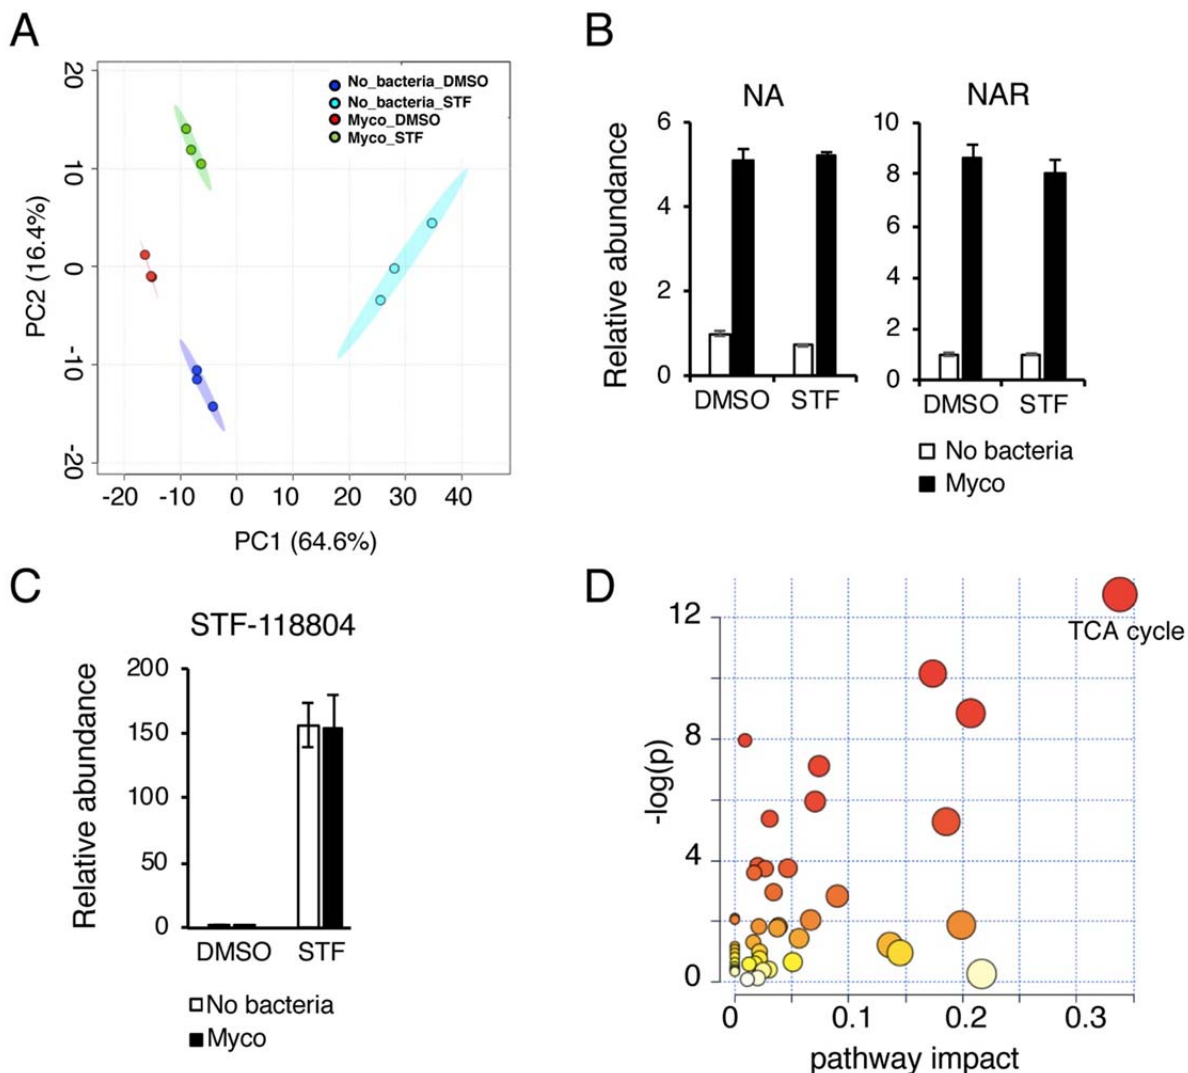 A
20
10
0
-10
-20
PC2 (16.4%)
No_bacteria_DMSO
No_bacteria_STF
Myco_DMSO
Myco_STF
-20 -10 0 10 20 30 40
PC1 (64.6%)
B
NA
Relative abundance
6
4
2
0
DMSO STF
NAR
10
8
6
4
2
0
DMSO STF
No bacteria
Myco
C
STF-118804
Relative abundance
200
150
100
50
0
DMSO STF
No bacteria
Myco
D
-log(p)
12
8
4
0
TCA cycle
0 0.1 0.2 0.3
pathway impact